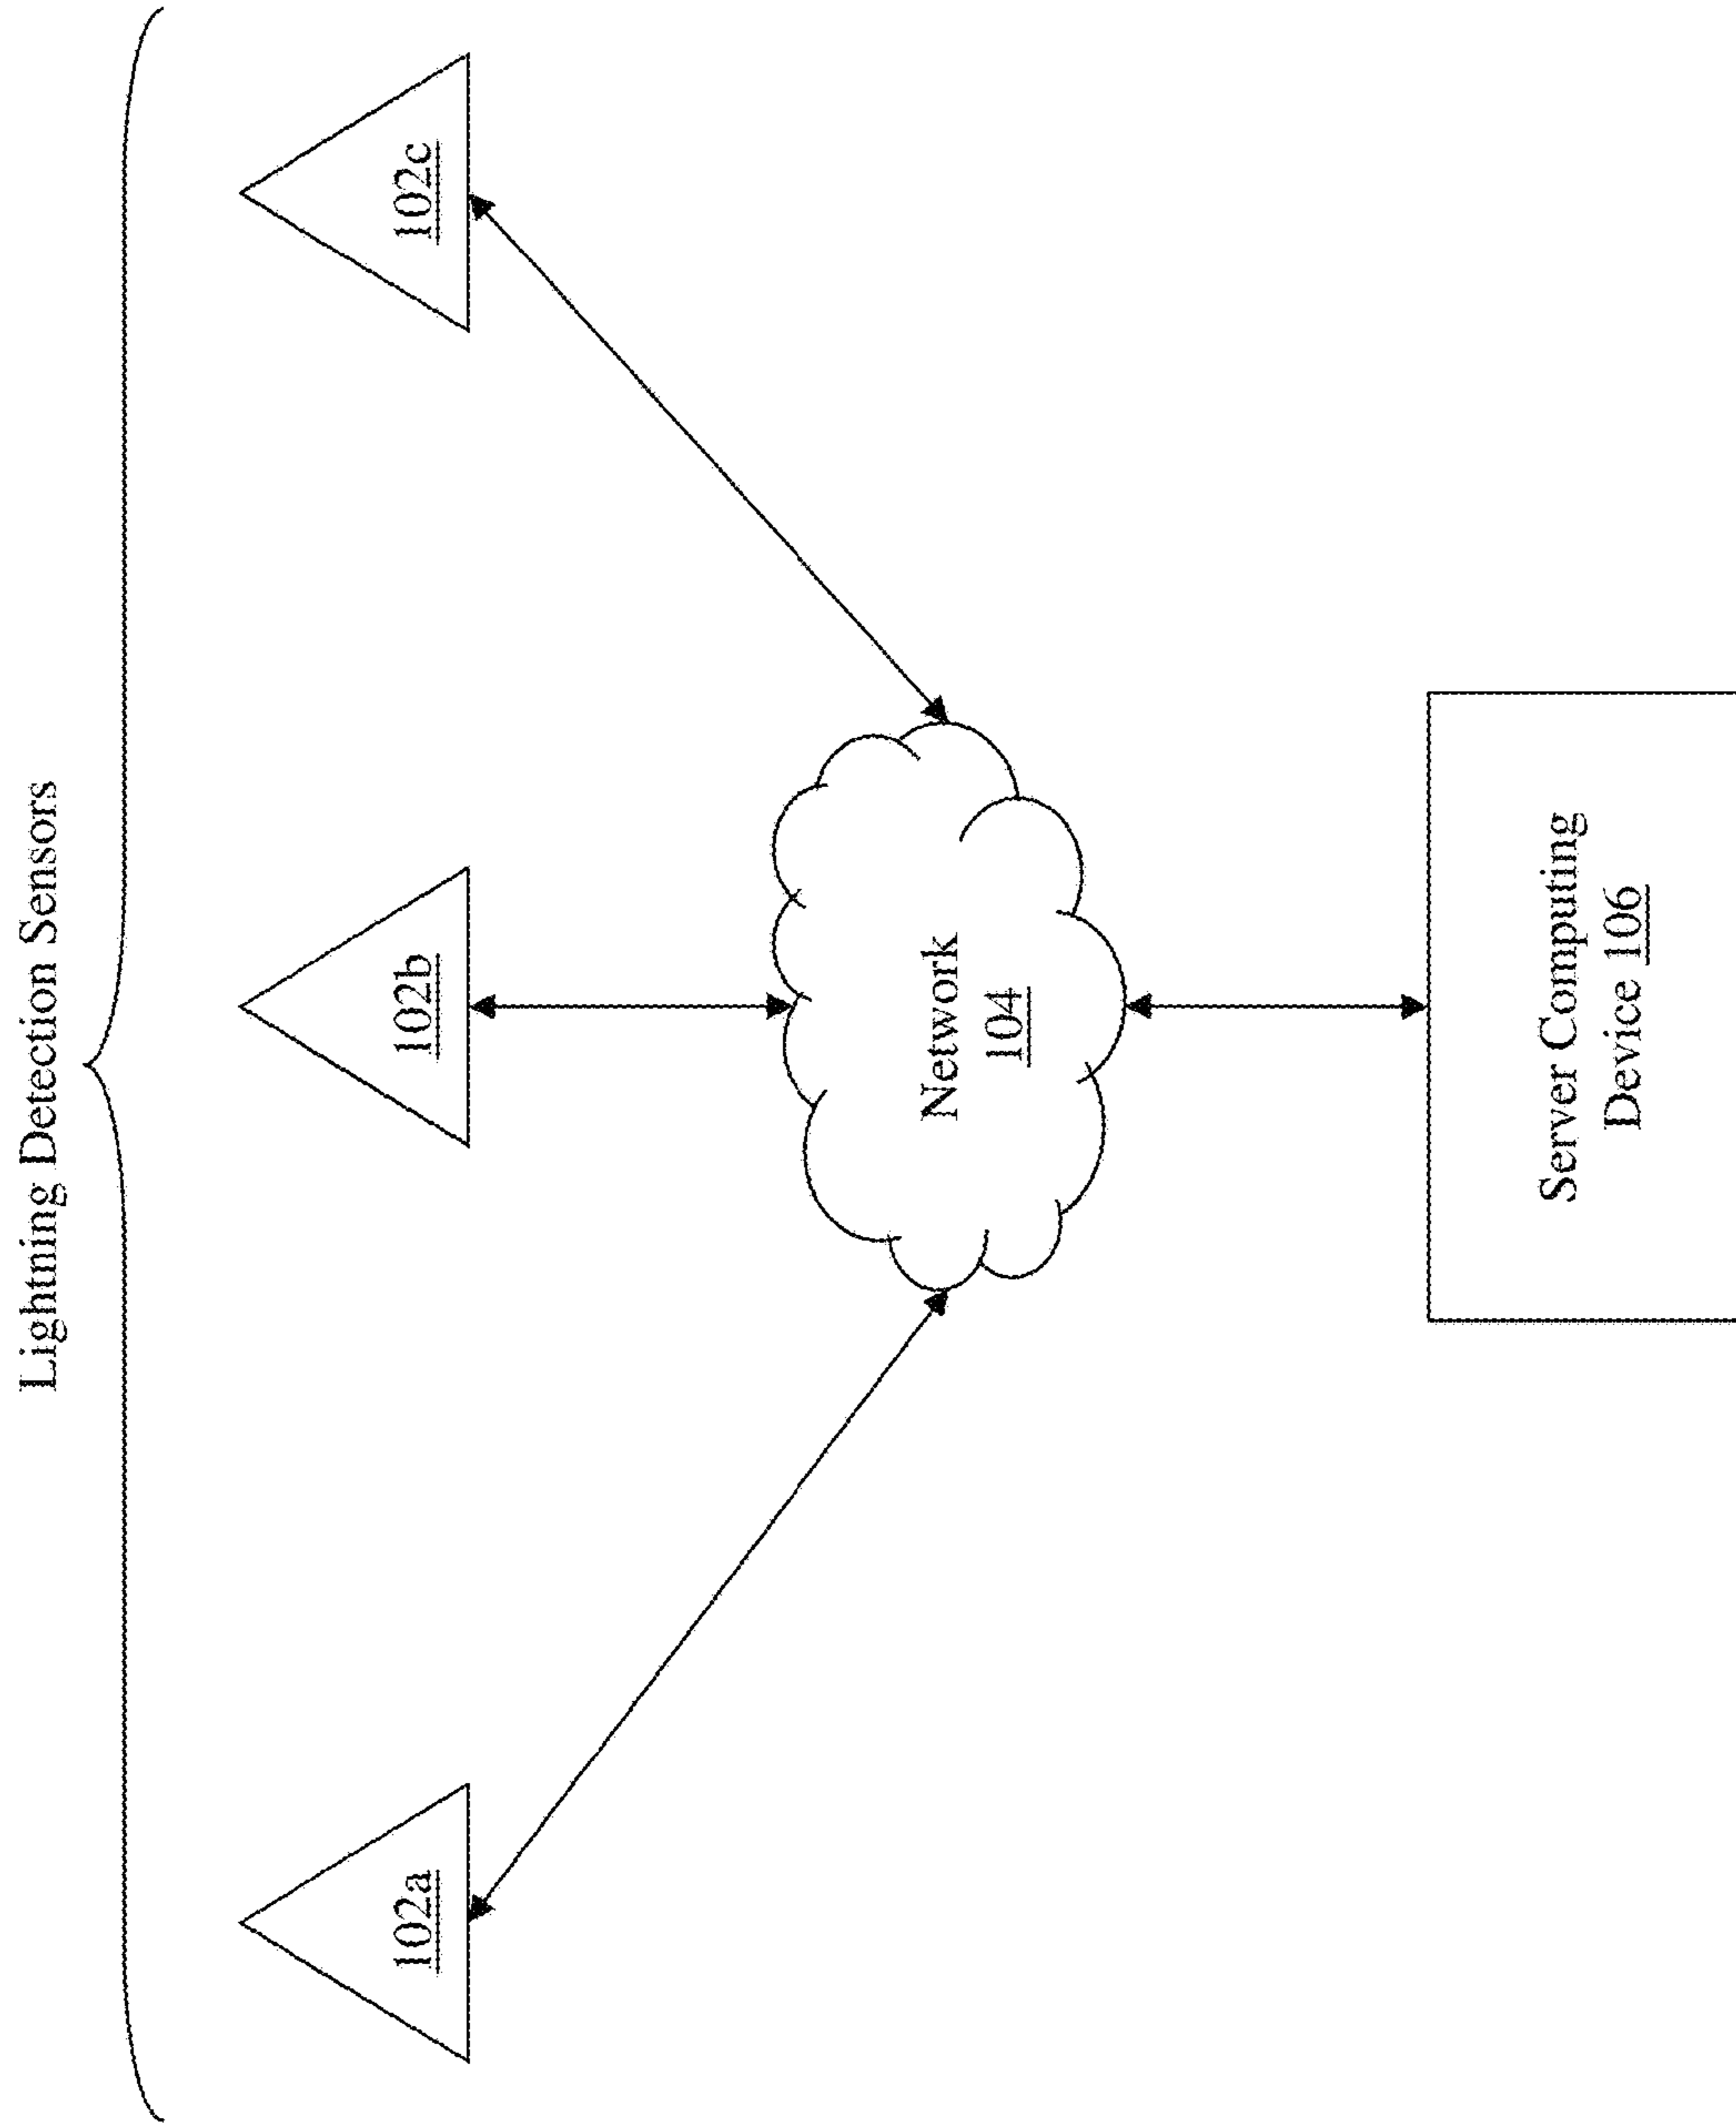 Lightning Detection Sensors
102a
102b
102c
Network
104
Server Computing
Device 106